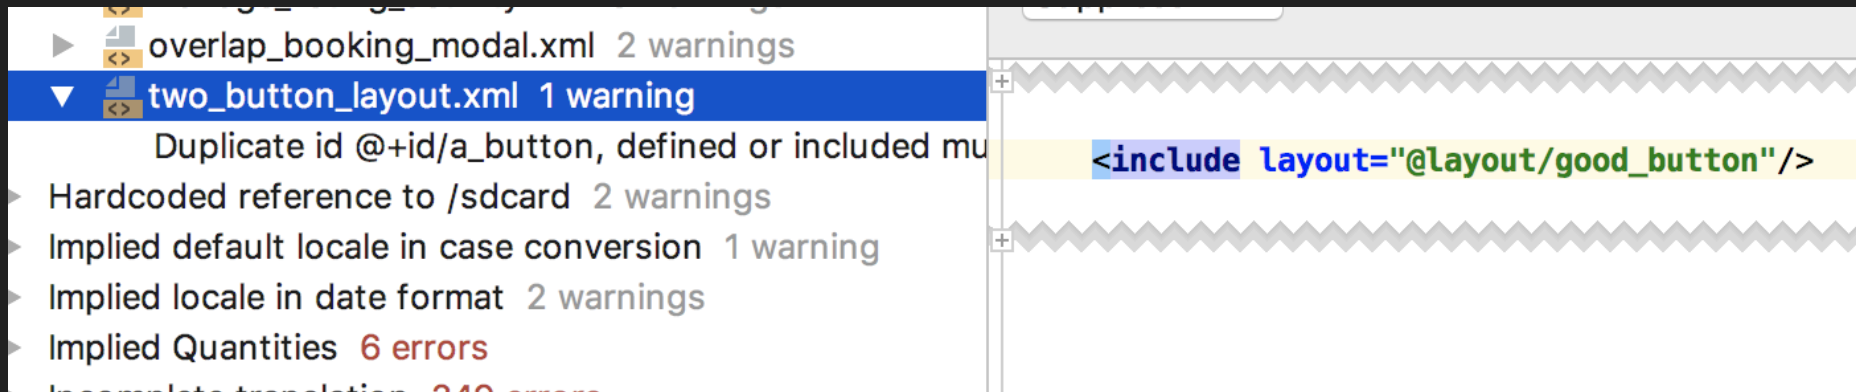 overlap_booking_modal.xml 2 warnings
two_button_layout.xml 1 warning
Duplicate id @+id/a_button, defined or included mu
Hardcoded reference to /sdcard 2 warnings
Implied default locale in case conversion 1 warning
Implied locale in date format 2 warnings
Implied Quantities 6 errors
<include layout="@layout/good_button"/>